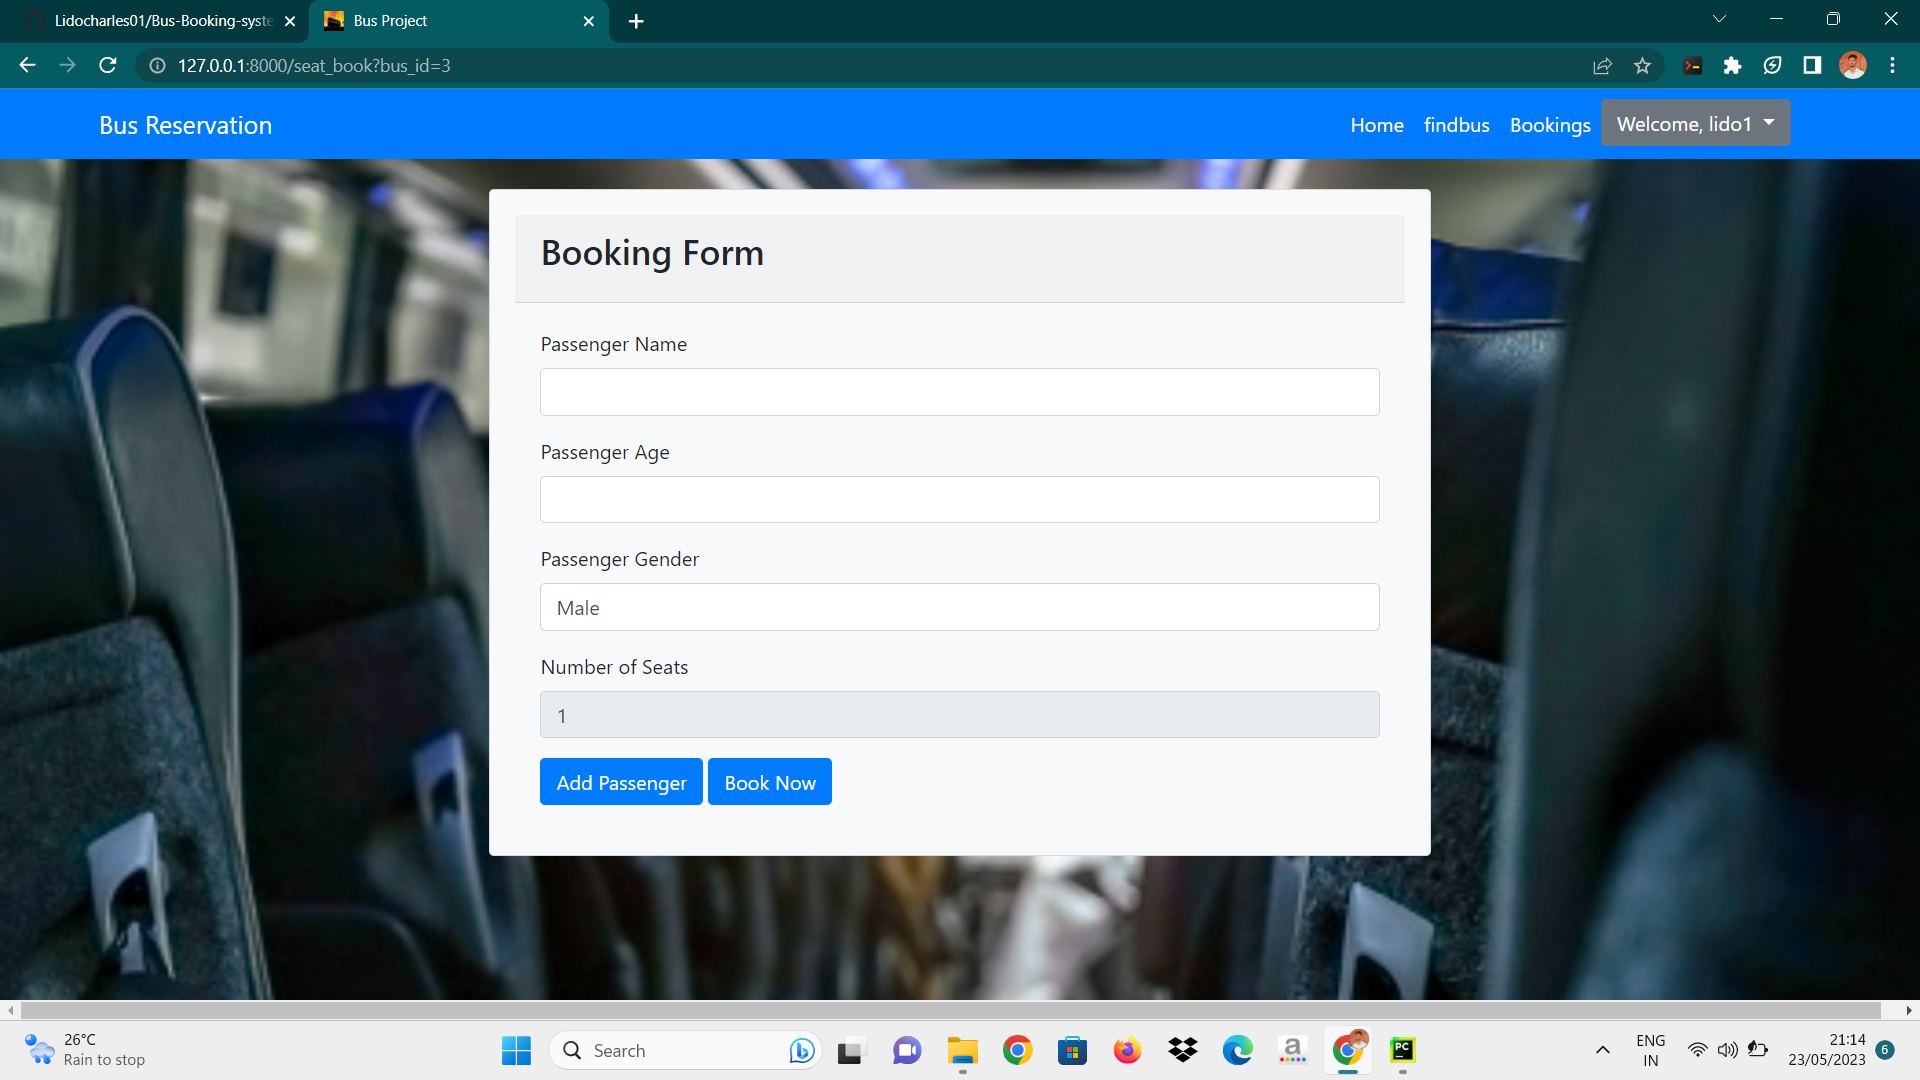 Lidocharles01/Bus-Booking-syste
Bus Project
127.0.0.1:8000/seat_book?bus_id=3
Bus Reservation
Home findbus Bookings Welcome, lido1
Booking Form
Passenger Name
Passenger Age
Passenger Gender
Male
Number of Seats
1
Add Passenger Book Now
26°C
Rain to stop
Search
a
PC
ENG
IN
21:14
23/05/2023
6